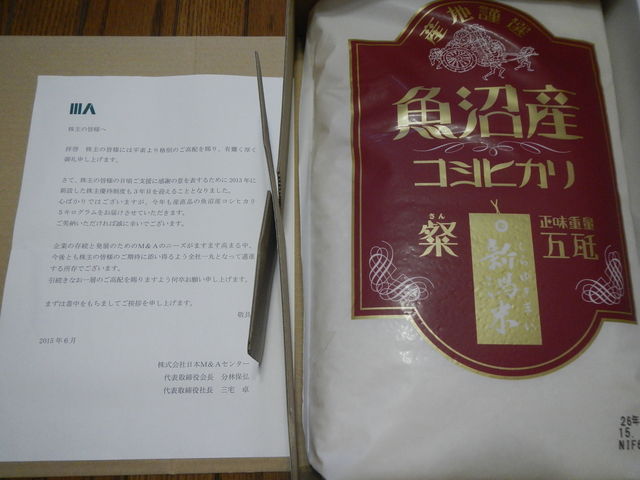 MA
株主の皆様へ
拝啓 株主の皆様には平素より格別のご高配を賜り、有難く厚く
御礼申し上げます。
さて、株主の皆様の日頃ご支援に感謝の意を表するために2013年に
新設した株主優待制度も3年目を迎えることとなりました。
心ばかりではございますが、今年も産直品の魚沼産コシヒカリ
5キログラムをお届けさせていただきます。
ご笑納いただければ誠に幸いでございます。
企業の存続と発展のためのM&Aのニーズがますます高まる中、
今後とも株主の皆様のご期待に添い得るよう全社一丸となって邁進
する所存でございます。
引続きなお一層のご高配を賜りますよう何卒お願い申し上げます。
まずは書中をもちましてご挨拶を申し上げます。
敬具
2015年6月
株式会社日本M&Aセンター
代表取締役会長 分林保弘
代表取締役社長 三宅 卓
産地謹選
魚沼産
コシヒカリ
さん
粲
正味重量
五瓩
新潟米
26年
15.
NIF6